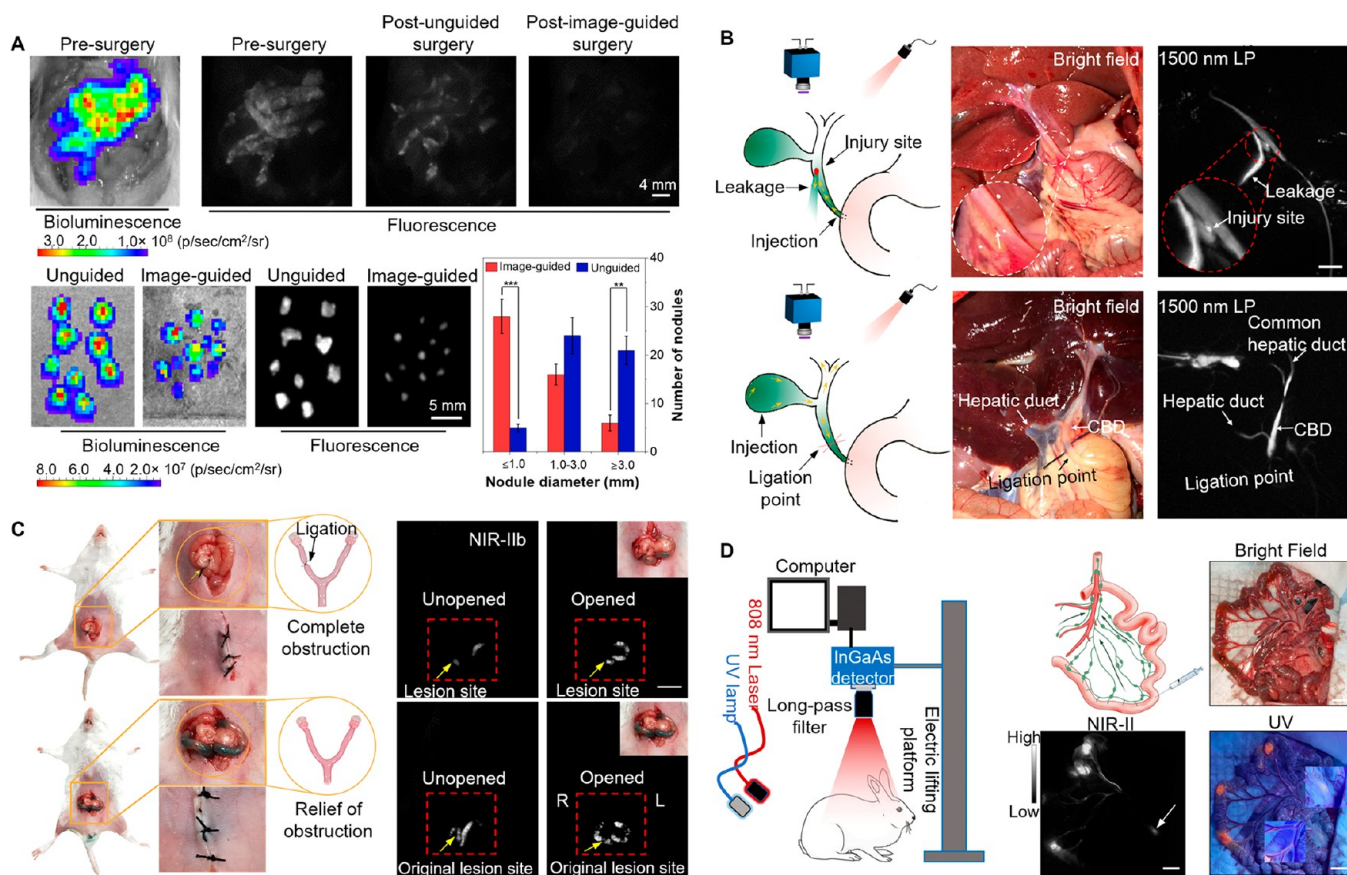 A
Pre-surgery
Pre-surgery
Post-unguided
surgery
Post-image-guided
surgery
4 mm
Bioluminescence
Fluorescence
3.0 2.0 1.0× 10⁸ (p/sec/cm²/sr)
Unguided
Image-guided
Unguided
Image-guided
5 mm
Bioluminescence
Fluorescence
8.0 6.0 4.0 2.0× 10⁷ (p/sec/cm²/sr)
Image-guided
Unguided
***
**
40
30
20
10
0
Number of nodules
≤1.0
1.0-3.0
≥3.0
Nodule diameter (mm)
B
Injury site
Leakage
Injection
Bright field
1500 nm LP
Leakage
Injury site
Injection
Ligation
point
Bright field
Hepatic duct
CBD
Ligation point
1500 nm LP
Common
hepatic duct
Hepatic duct
CBD
Ligation point
C
Ligation
Complete
obstruction
NIR-IIb
Unopened
Opened
Lesion site
Lesion site
Relief of
obstruction
Unopened
Opened
R
L
Original lesion site
Original lesion site
D
Computer
808 nm Laser
UV lamp
InGaAs
detector
Long-pass
filter
Electric lifting
platform
Bright Field
NIR-II
High
Low
UV